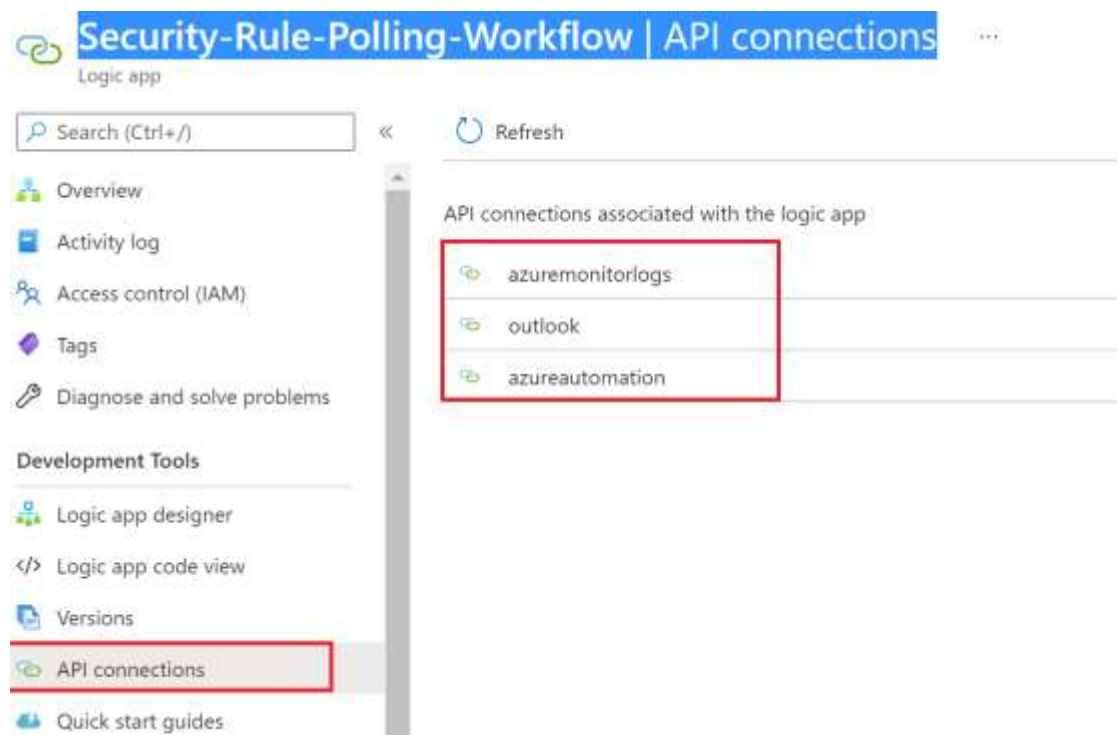 Security-Rule-Polling-Workflow | API connections ...
Logic app
Search (Ctrl+/) «
Refresh
Overview
Activity log
Access control (IAM)
Tags
Diagnose and solve problems
Development Tools
Logic app designer
</> Logic app code view
Versions
API connections
Quick start guides
API connections associated with the logic app
azuremonitorlogs
outlook
azureautomation